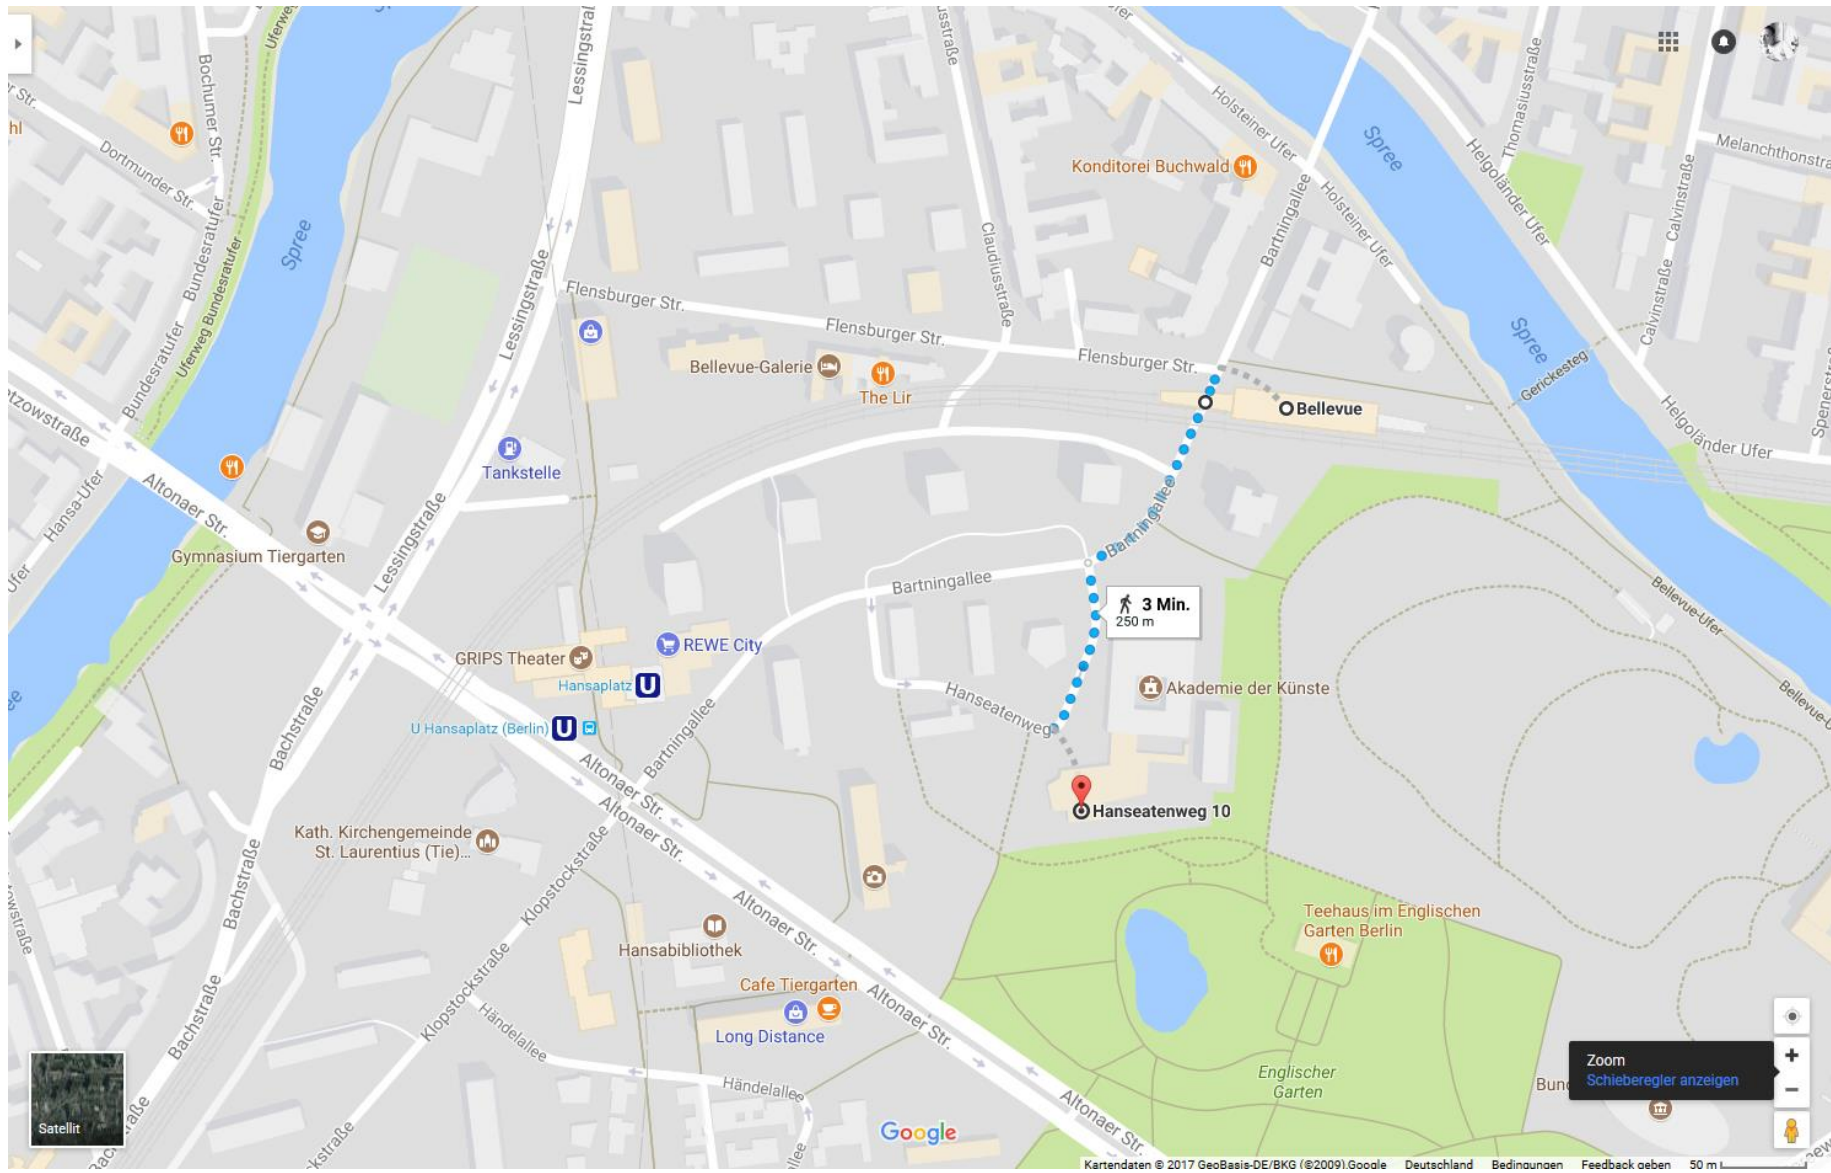 Lessingstraße
Holsteiner Ufer
Bochumer Str.
Dortmunder Str.
Spree
Bundesratufer
Uferweg Bundesratufer
Bundesratufer
Lessingstraße
Flensburger Str.
Flensburger Str.
Flensburger Str.
Claudiusstraße
Konditorei Buchwald
Bartningallee
Holsteiner Ufer
Spree
Thomasiusstraße
Helgoländer Ufer
Calvinstraße
Calvinstraße
Spree
Gerickesteg
Helgoländer Ufer
Bellevue-Galerie
The Lir
Bellevue
Tankstelle
Altonaer Str.
Hansa-Ufer
Gymnasium Tiergarten
Lessingstraße
Bartningallee
Bartningallee
3 Min.
250 m
REWE City
GRIPS Theater
Hansaplatz
U
U Hansaplatz (Berlin)
U
Bachstraße
Bartningallee
Hanseatenweg
Akademie der Künste
Bellevue-Ufer
Hanseatenweg 10
Altonaer Str.
Altonaer Str.
Kath. Kirchengemeinde
St. Laurentius (Tie)...
Bachstraße
Klopstockstraße
Altonaer Str.
Hansabibliothek
Teehaus im Englischen
Garten Berlin
Cafe Tiergarten
Long Distance
Altonaer Str.
Klopstockstraße
Händelallee
Händelallee
Bachstraße
Englischer
Garten
Altonaer Str.
Zoom
Schieberegler anzeigen
Satellit
Google
Kartendaten © 2017 GeoBasis-DE/BKG (©2009),Google Deutschland Bedingungen Feedback geben 50 m